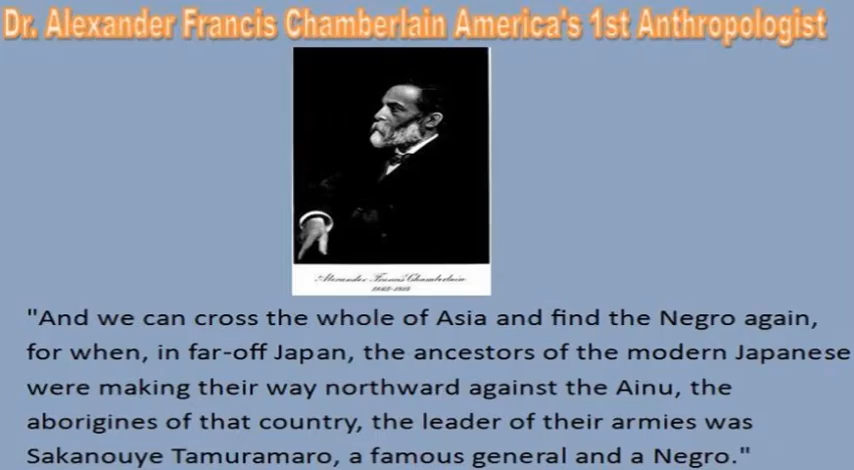 Dr. Alexander Francis Chamberlain America's 1st Anthropologist
Alexander Francis Chamberlain
"And we can cross the whole of Asia and find the Negro again,
for when, in far-off Japan, the ancestors of the modern Japanese
were making their way northward against the Ainu, the
aborigines of that country, the leader of their armies was
Sakanouye Tamuramaro, a famous general and a Negro."